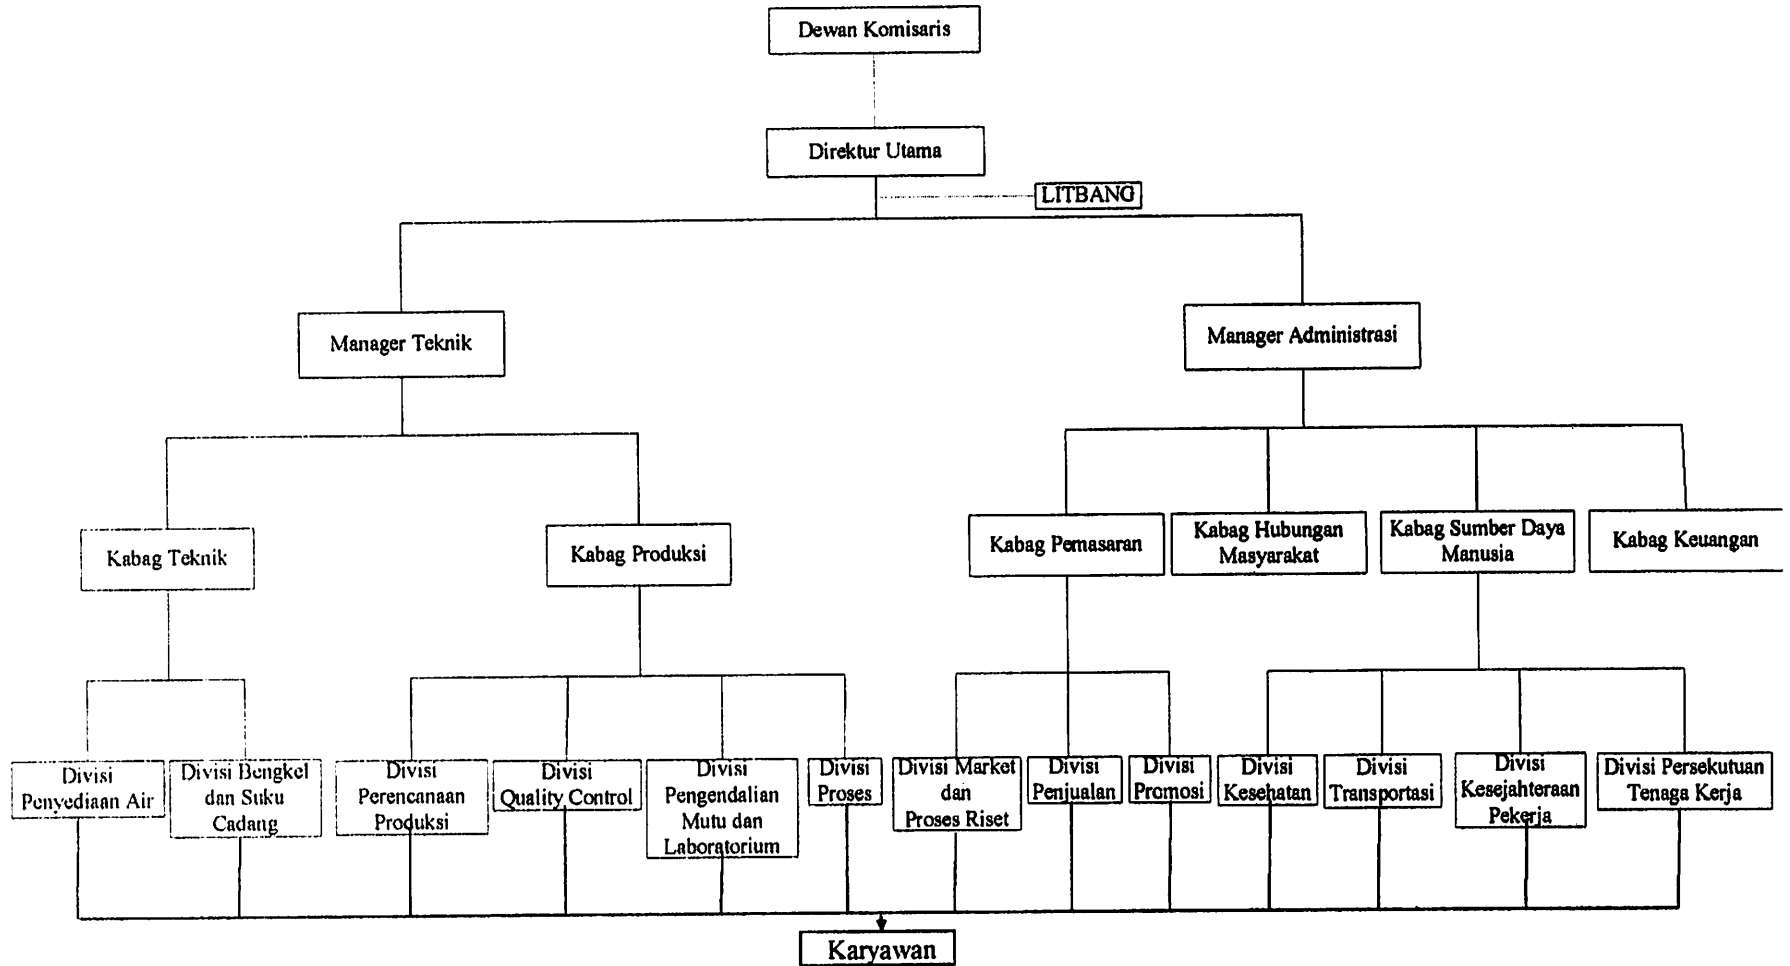 Dewan Komisaris
Direktur Utama
LITBANG
Manager Teknik
Manager Administrasi
Kabag Teknik
Kabag Produksi
Kabag Pemasaran
Kabag Hubungan
Masyarakat
Kabag Sumber Daya
Manusia
Kabag Keuangan
Divisi
Penyediaan Air
Divisi Bengkel
dan Suku
Cadang
Divisi
Perencanaan
Produksi
Divisi
Quality Control
Divisi
Pengendalian
Mutu dan
Laboratorium
Divisi
Proses
Divisi Market
dan
Proses Riset
Divisi
Penjualan
Divisi
Promosi
Divisi
Kesehatan
Divisi
Transportasi
Divisi
Kesejahteraan
Pekerja
Divisi Persekutuan
Tenaga Kerja
Karyawan